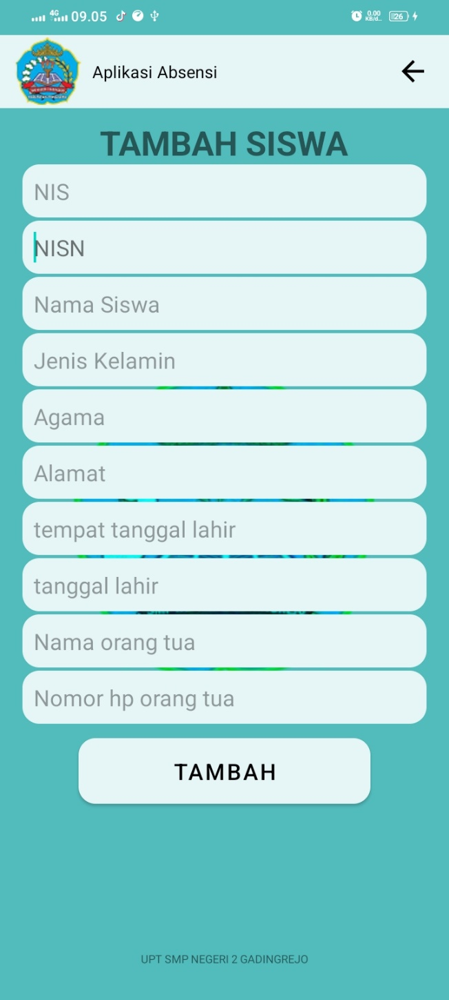 4G 09.05 0.00 KB/d... 26
Aplikasi Absensi
TAMBAH SISWA
NIS
NISN
Nama Siswa
Jenis Kelamin
Agama
Alamat
tempat tanggal lahir
tanggal lahir
Nama orang tua
Nomor hp orang tua
TAMBAH
UPT SMP NEGERI 2 GADINGREJO